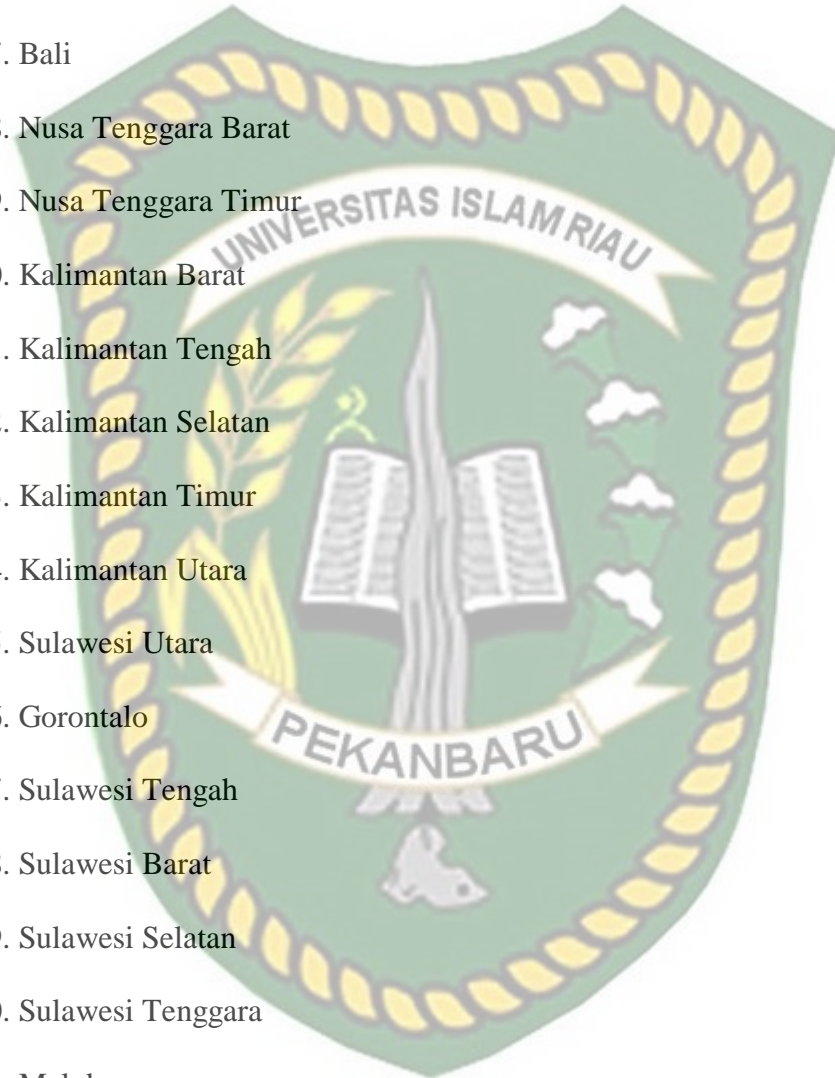 . Bali
. Nusa Tenggara Barat
. Nusa Tenggara Timur
UNIVERSITAS ISLAM RIAU
. Kalimantan Barat
. Kalimantan Tengah
. Kalimantan Selatan
. Kalimantan Timur
. Kalimantan Utara
. Sulawesi Utara
. Gorontalo
PEKANBARU
. Sulawesi Tengah
. Sulawesi Barat
. Sulawesi Selatan
. Sulawesi Tenggara